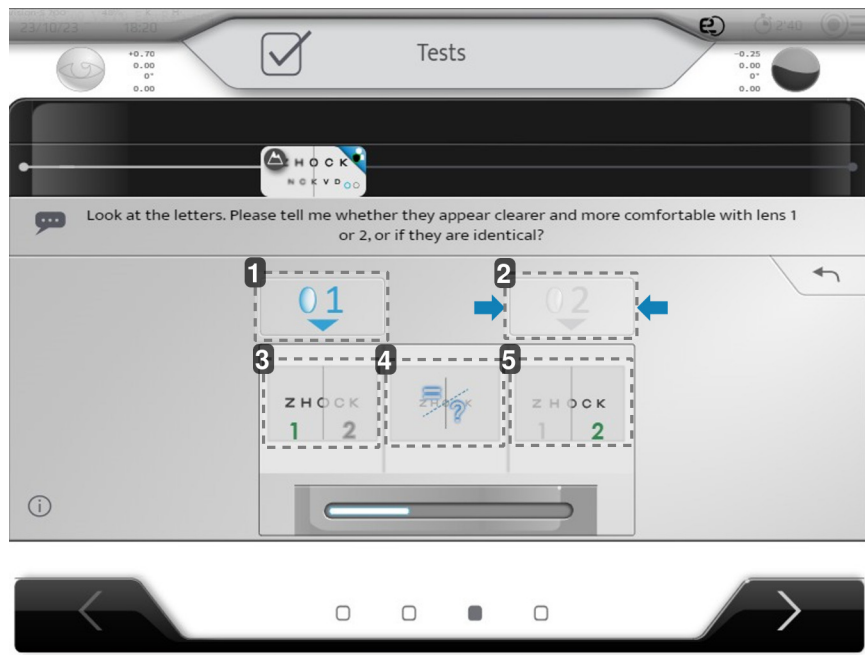 23/10/23 18:20
Tests
2'40
+0.70
0.00
0°
0.00
-0.25
0.00
0°
0.00
ZHOCK
NCKVD
Look at the letters. Please tell me whether they appear clearer and more comfortable with lens 1
or 2, or if they are identical?
1
2
01
02
3
4
5
ZHOCK
1 2
ZHOCK
=
?
ZHOCK
1 2